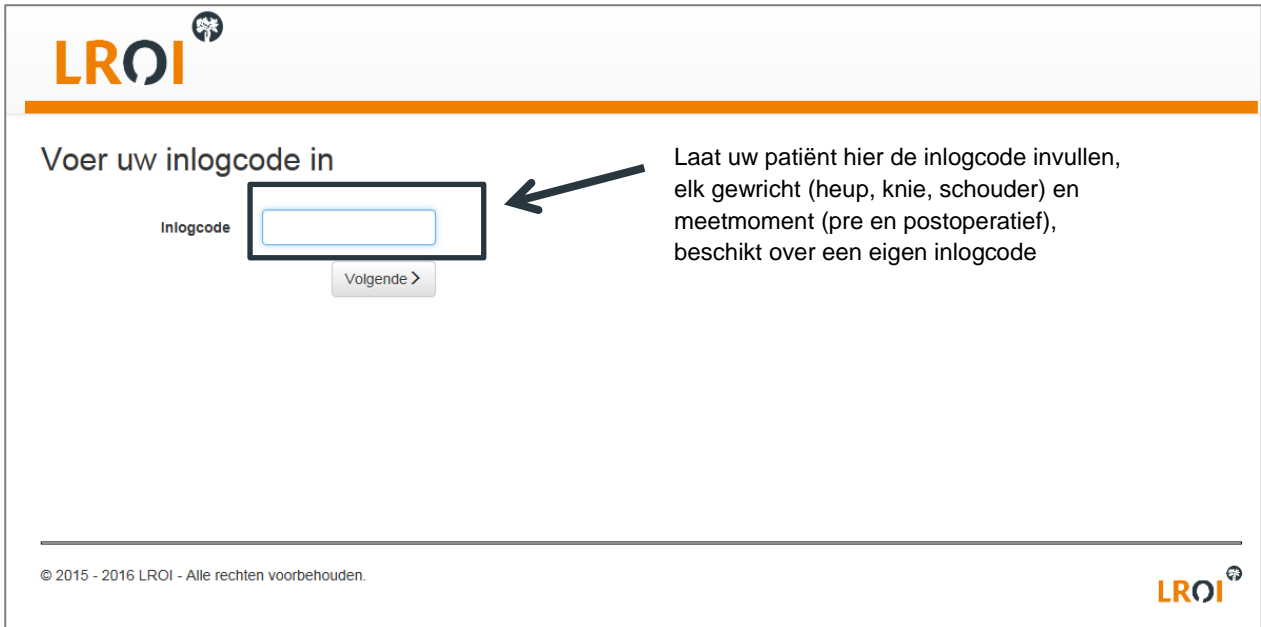 LROI
Voer uw inlogcode in
Laat uw patiënt hier de inlogcode invullen,
elk gewricht (heup, knie, schouder) en
meetmoment (pre en postoperatief),
beschikt over een eigen inlogcode
Inlogcode
Volgende >
© 2015 - 2016 LROI - Alle rechten voorbehouden.
LROI